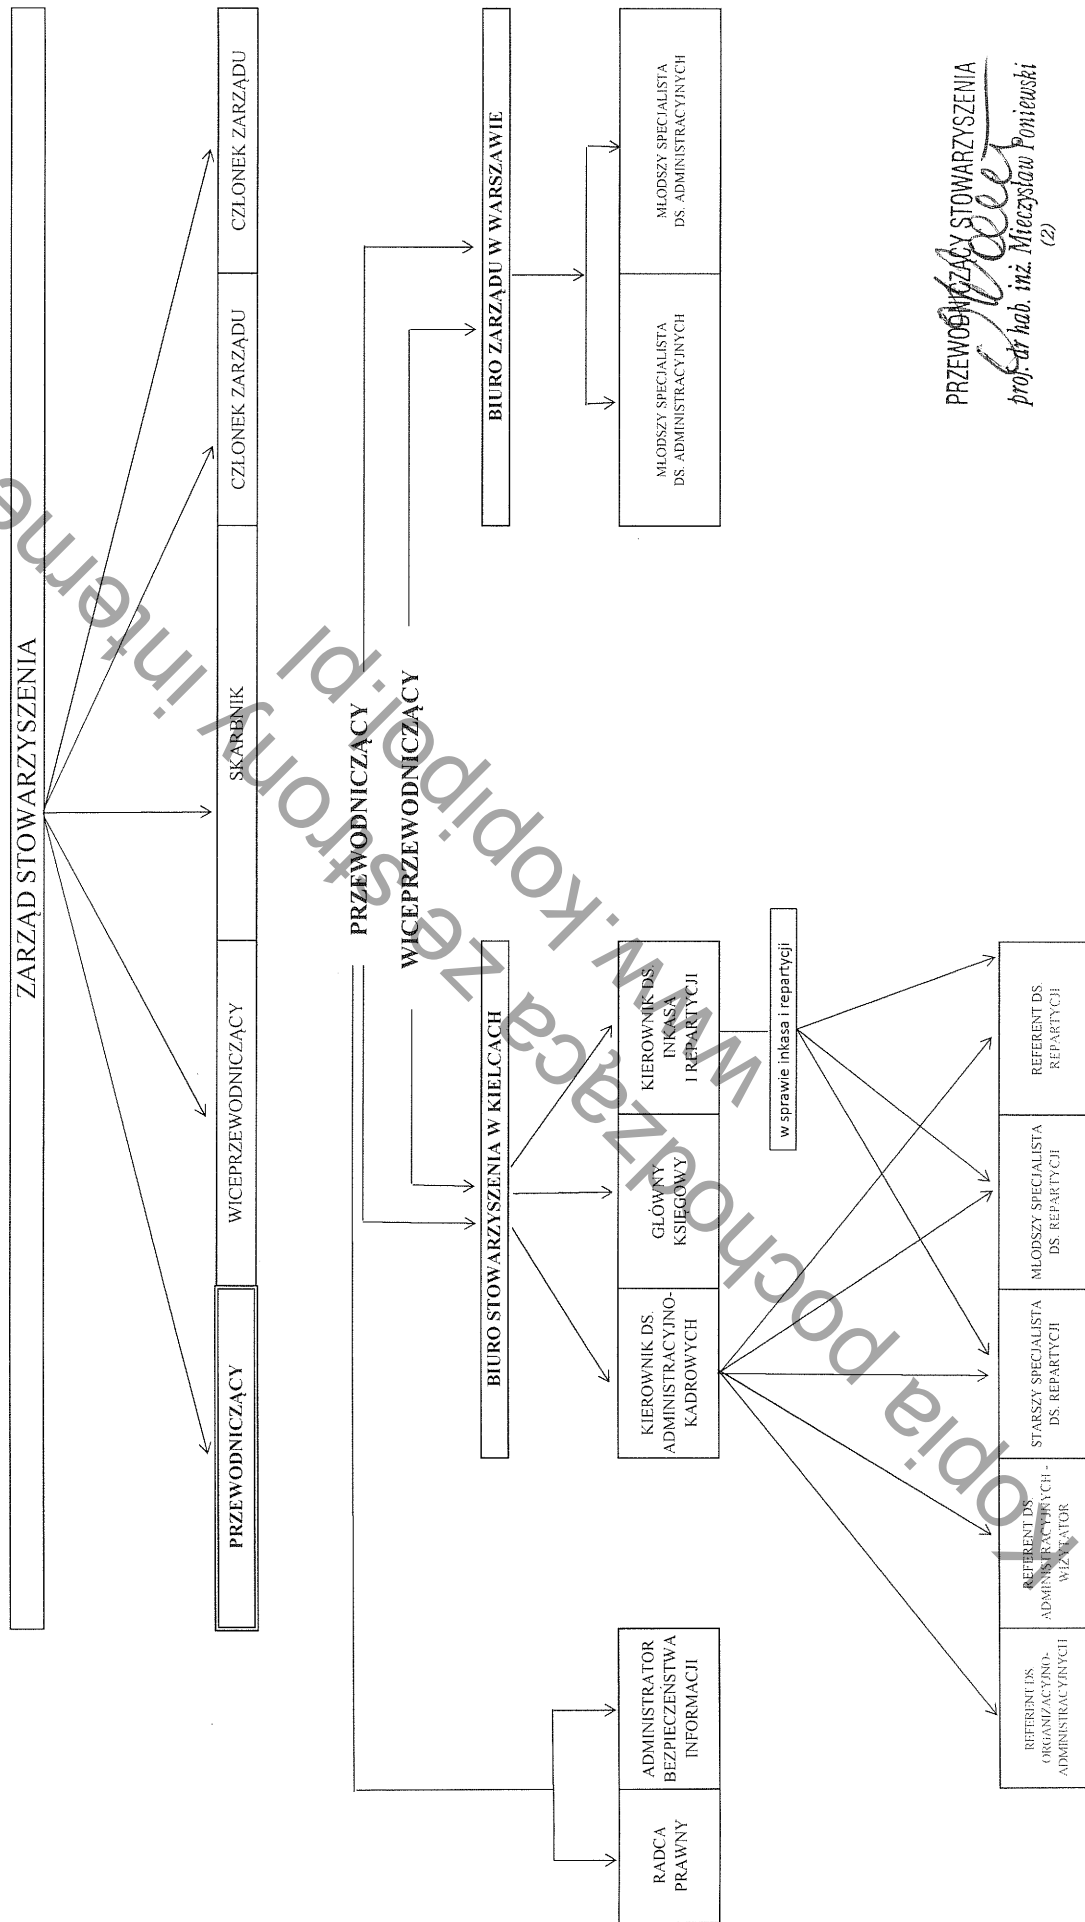 ZARZĄD STOWARZYSZENIA
PRZEWODNICZĄCY
WICEPRZEWODNICZĄCY
SKARBNIK
CZŁONEK ZARZĄDU
CZŁONEK ZARZĄDU
PRZEWODNICZĄCY
WICEPRZEWODNICZĄCY
BIURO STOWARZYSZENIA W KIELCACH
BIURO ZARZĄDU W WARSZAWIE
RADCA
PRAWNY
ADMINISTRATOR
BEZPIECZEŃSTWA
INFORMACJI
KIEROWNIK DS.
ADMINISTRACYJNO-
KADROWYCH
GŁÓWNY
KSIĘGOWY
KIEROWNIK DS.
INKASA
I REPARTYCJI
MŁODSZY SPECJALISTA
DS. ADMINISTRACYJNYCH
MŁODSZY SPECJALISTA
DS. ADMINISTRACYJNYCH
w sprawie inkasa i repartycji
REFERENT DS.
ORGANIZACYJNO-
ADMINISTRACYJNYCH
REFERENT DS.
ADMINISTRACYJNYCH -
WIZYTATOR
STARSZY SPECJALISTA
DS. REPARTYCJI
MŁODSZY SPECJALISTA
DS. REPARTYCJI
REFERENT DS.
REPARTYCJI
PRZEWODNICZĄCY STOWARZYSZENIA
prof. dr hab. inż. Mieczysław Poniewski
(2)
Kopia pochodząca ze strony interne
www.kopipol.pl